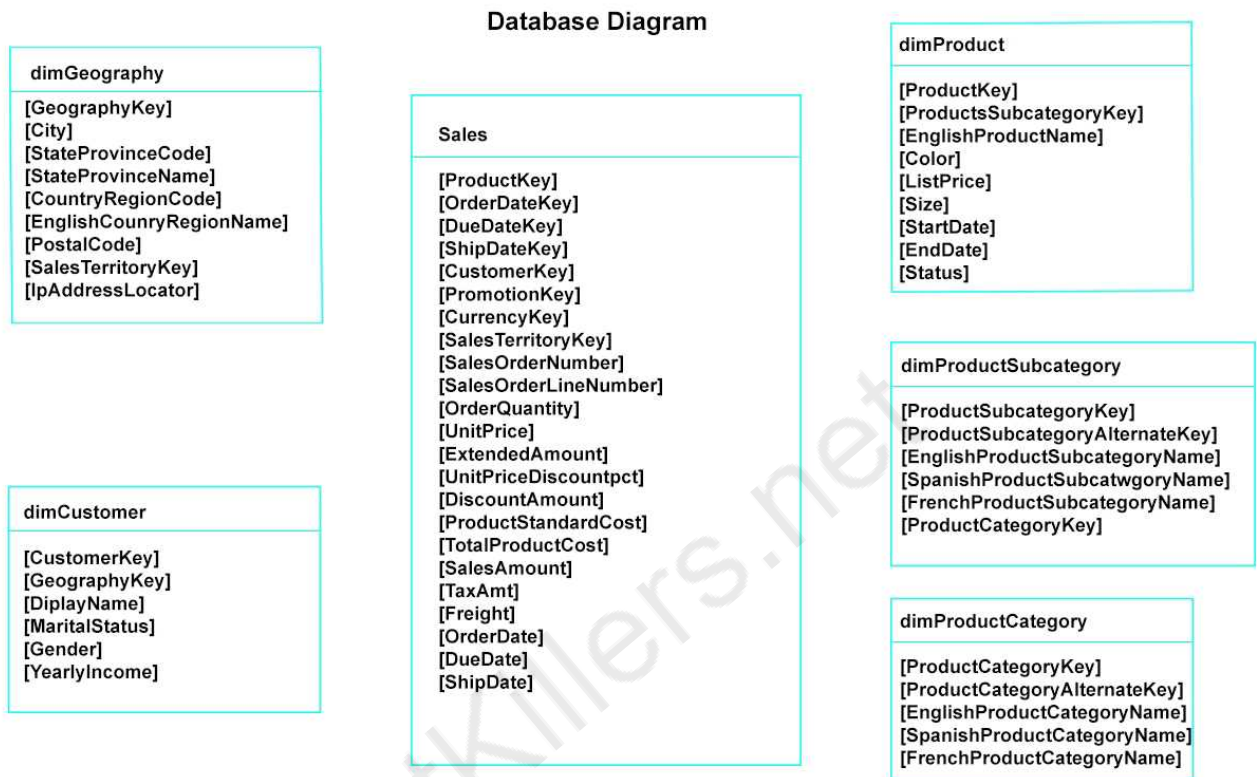 Database Diagram
dimGeography
[GeographyKey]
[City]
[StateProvinceCode]
[StateProvinceName]
[CountryRegionCode]
[EnglishCounryRegionName]
[PostalCode]
[SalesTerritoryKey]
[IpAddressLocator]
dimCustomer
[CustomerKey]
[GeographyKey]
[DiplayName]
[MaritalStatus]
[Gender]
[YearlyIncome]
Sales
[ProductKey]
[OrderDateKey]
[DueDateKey]
[ShipDateKey]
[CustomerKey]
[PromotionKey]
[CurrencyKey]
[SalesTerritoryKey]
[SalesOrderNumber]
[SalesOrderLineNumber]
[OrderQuantity]
[UnitPrice]
[ExtendedAmount]
[UnitPriceDiscountpct]
[DiscountAmount]
[ProductStandardCost]
[TotalProductCost]
[SalesAmount]
[TaxAmt]
[Freight]
[OrderDate]
[DueDate]
[ShipDate]
dimProduct
[ProductKey]
[ProductsSubcategoryKey]
[EnglishProductName]
[Color]
[ListPrice]
[Size]
[StartDate]
[EndDate]
[Status]
dimProductSubcategory
[ProductSubcategoryKey]
[ProductSubcategoryAlternateKey]
[EnglishProductSubcategoryName]
[SpanishProductSubcatwgoryName]
[FrenchProductSubcategoryName]
[ProductCategoryKey]
dimProductCategory
[ProductCategoryKey]
[ProductCategoryAlternateKey]
[EnglishProductCategoryName]
[SpanishProductCategoryName]
[FrenchProductCategoryName]